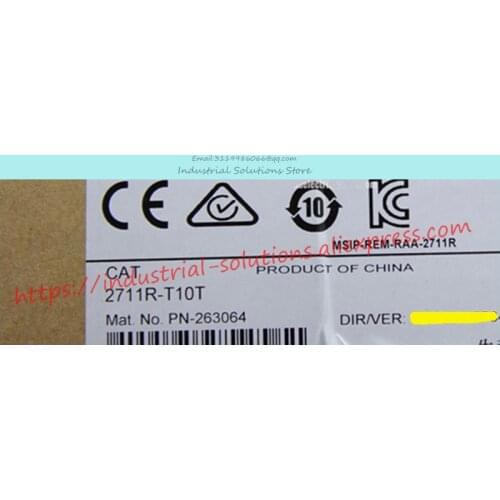 Email:3119986066@qq.com
Industrial Solutions Store
CE
10
MSIP-REM-RAA-2711R
CAT
PRODUCT OF CHINA
2711R-T10T
https://industrial-solutions.aliexpress.com
Mat. No. PN-263064
DIR/VER: